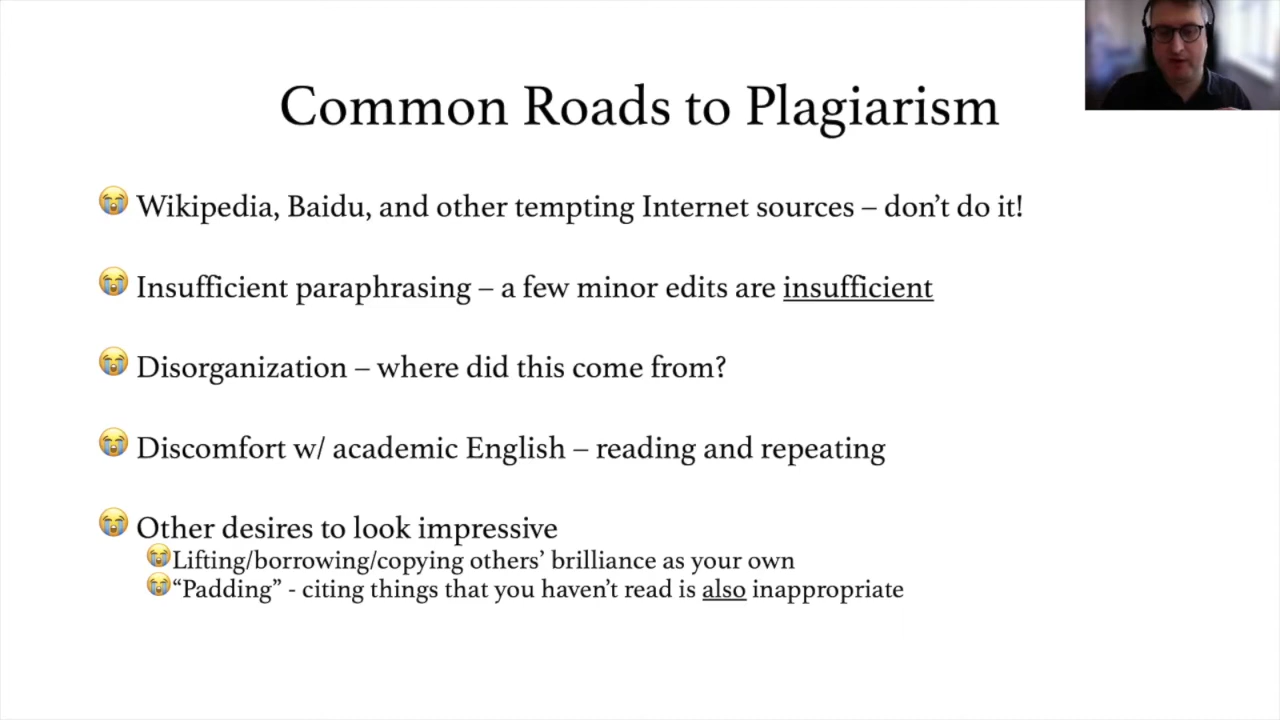 Common Roads to Plagiarism
😭 Wikipedia, Baidu, and other tempting Internet sources – don’t do it!
😭 Insufficient paraphrasing – a few minor edits are insufficient
😭 Disorganization – where did this come from?
😭 Discomfort w/ academic English – reading and repeating
😭 Other desires to look impressive
😭Lifting/borrowing/copying others’ brilliance as your own
😭“Padding” - citing things that you haven’t read is also inappropriate